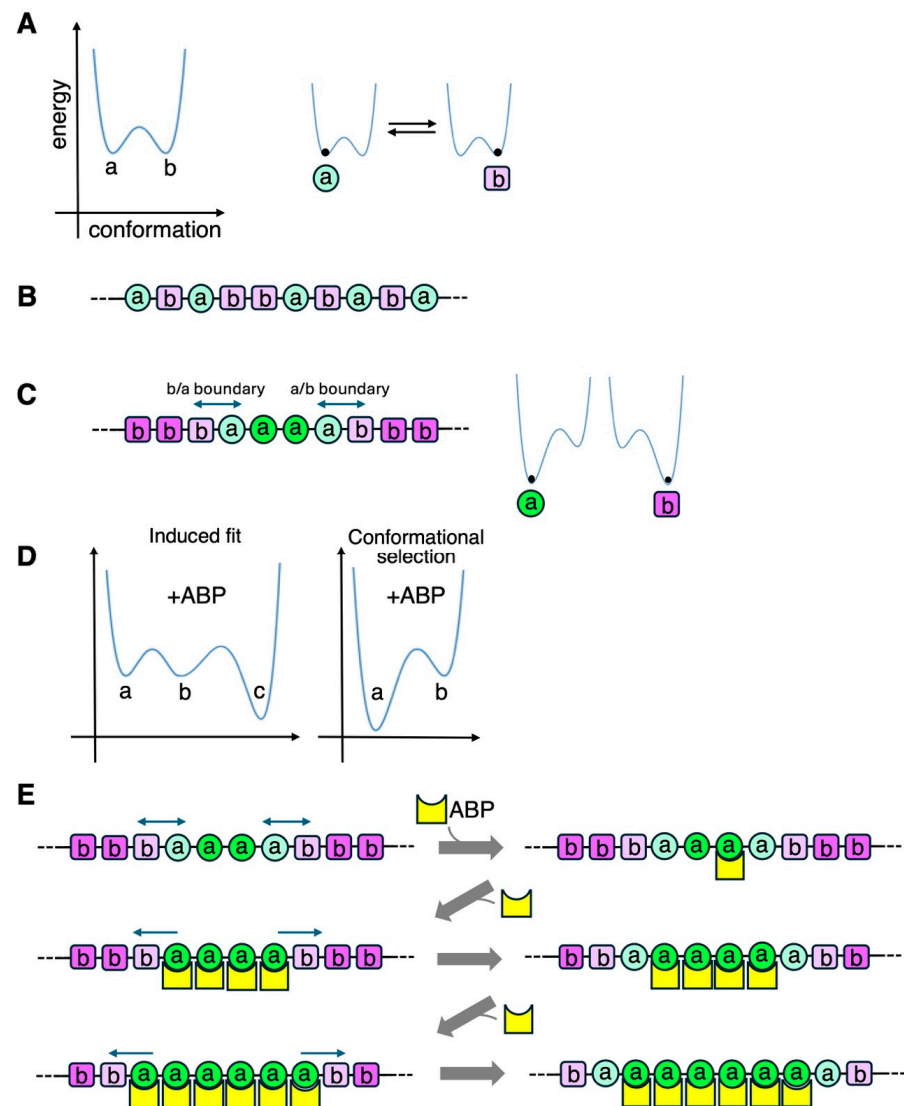 A
energy
a b
conformation
a b
B
a b a b b a b a b a
C
b/a boundary a/b boundary
b b b a a a a b b b
a b
D
Induced fit
+ABP
a b c
Conformational
selection
+ABP
a b
E
ABP
b b b a a a a b b b
b b b a a a a b b b
b b b a a a a b b b
b b a a a a a a b b
b b a a a a a a b b
b a a a a a a a a b